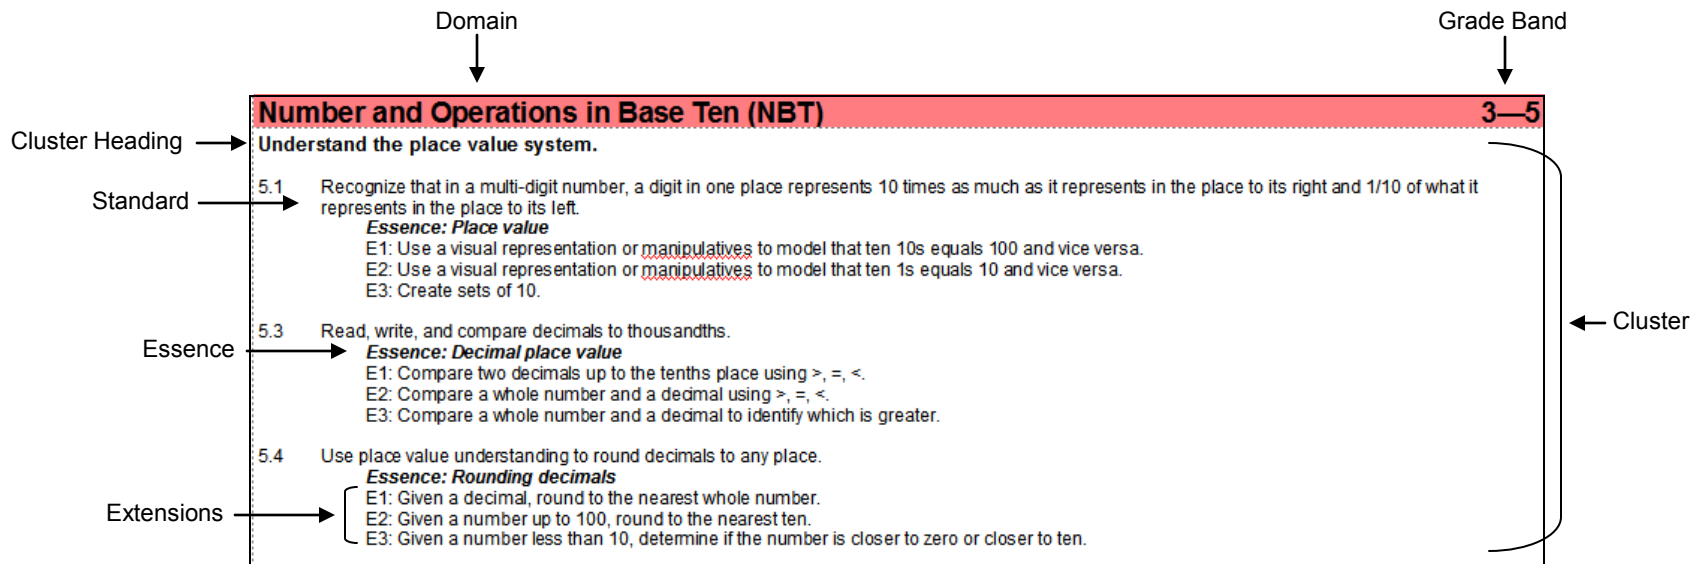 Domain
Grade Band
Number and Operations in Base Ten (NBT) 3—5
Cluster Heading
Understand the place value system.
5.1 Recognize that in a multi-digit number, a digit in one place represents 10 times as much as it represents in the place to its right and 1/10 of what it
Standard
represents in the place to its left.
Essence: Place value
E1: Use a visual representation or manipulatives to model that ten 10s equals 100 and vice versa.
E2: Use a visual representation or manipulatives to model that ten 1s equals 10 and vice versa.
E3: Create sets of 10.
5.3 Read, write, and compare decimals to thousandths.
Cluster
Essence
Essence: Decimal place value
E1: Compare two decimals up to the tenths place using >, =, <.
E2: Compare a whole number and a decimal using >, =, <.
E3: Compare a whole number and a decimal to identify which is greater.
5.4 Use place value understanding to round decimals to any place.
Essence: Rounding decimals
E1: Given a decimal, round to the nearest whole number.
Extensions
E2: Given a number up to 100, round to the nearest ten.
E3: Given a number less than 10, determine if the number is closer to zero or closer to ten.